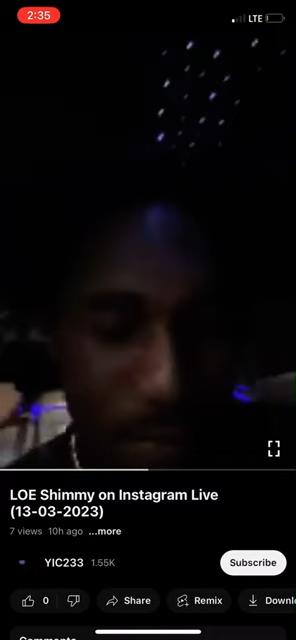 2:35 LTE
LOE Shimmy on Instagram Live
(13-03-2023)
7 views 10h ago ...more
YIC233 1.55K Subscribe
0 Share Remix Downl
Comments